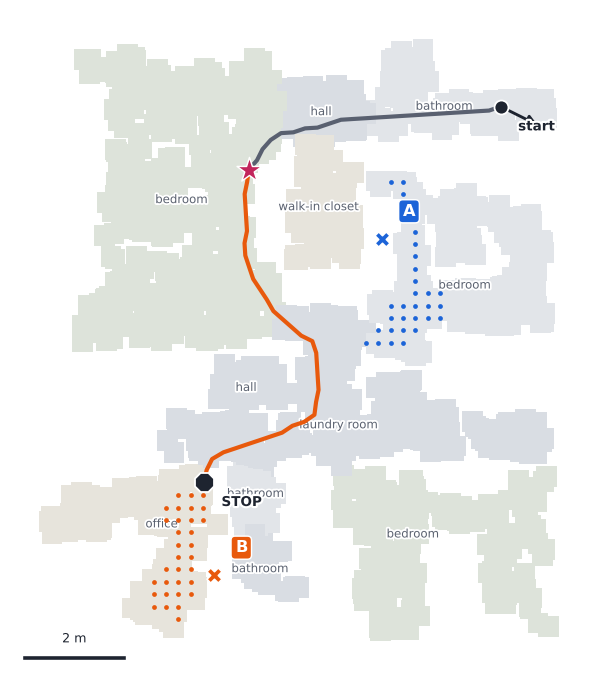 hall
bathroom
start
bedroom
walk-in closet
A
bedroom
hall
laundry room
bathroom
STOP
office
bedroom
B
bathroom
2 m